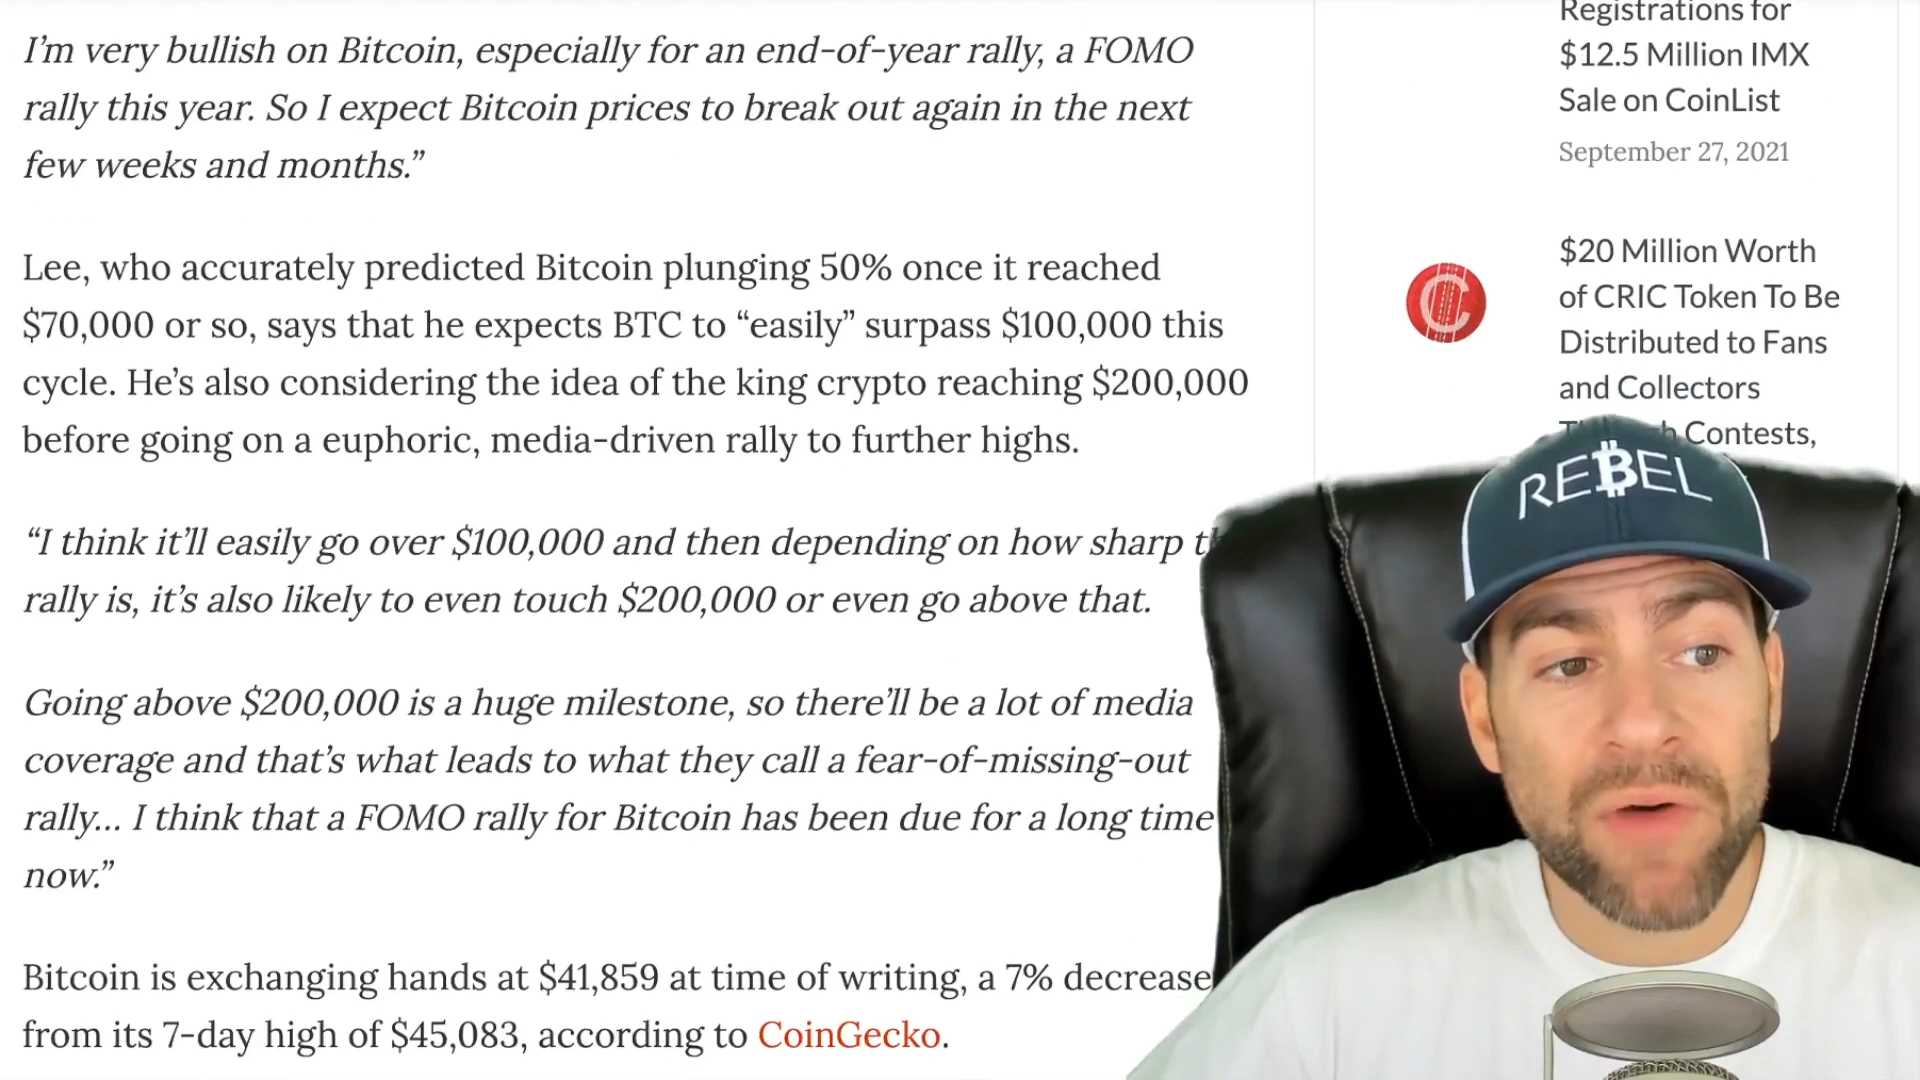 I’m very bullish on Bitcoin, especially for an end-of-year rally, a FOMO
rally this year. So I expect Bitcoin prices to break out again in the next
few weeks and months.”
Lee, who accurately predicted Bitcoin plunging 50% once it reached
$70,000 or so, says that he expects BTC to “easily” surpass $100,000 this
cycle. He’s also considering the idea of the king crypto reaching $200,000
before going on a euphoric, media-driven rally to further highs.
“I think it’ll easily go over $100,000 and then depending on how sharp
rally is, it’s also likely to even touch $200,000 or even go above that.
Going above $200,000 is a huge milestone, so there’ll be a lot of media
coverage and that’s what leads to what they call a fear-of-missing-out
rally… I think that a FOMO rally for Bitcoin has been due for a long time
now.”
Bitcoin is exchanging hands at $41,859 at time of writing, a 7% decrease
from its 7-day high of $45,083, according to CoinGecko.
Registrations for
$12.5 Million IMX
Sale on CoinList
September 27, 2021
$20 Million Worth
of CRIC Token To Be
Distributed to Fans
and Collectors
Contests,
RE₿EL